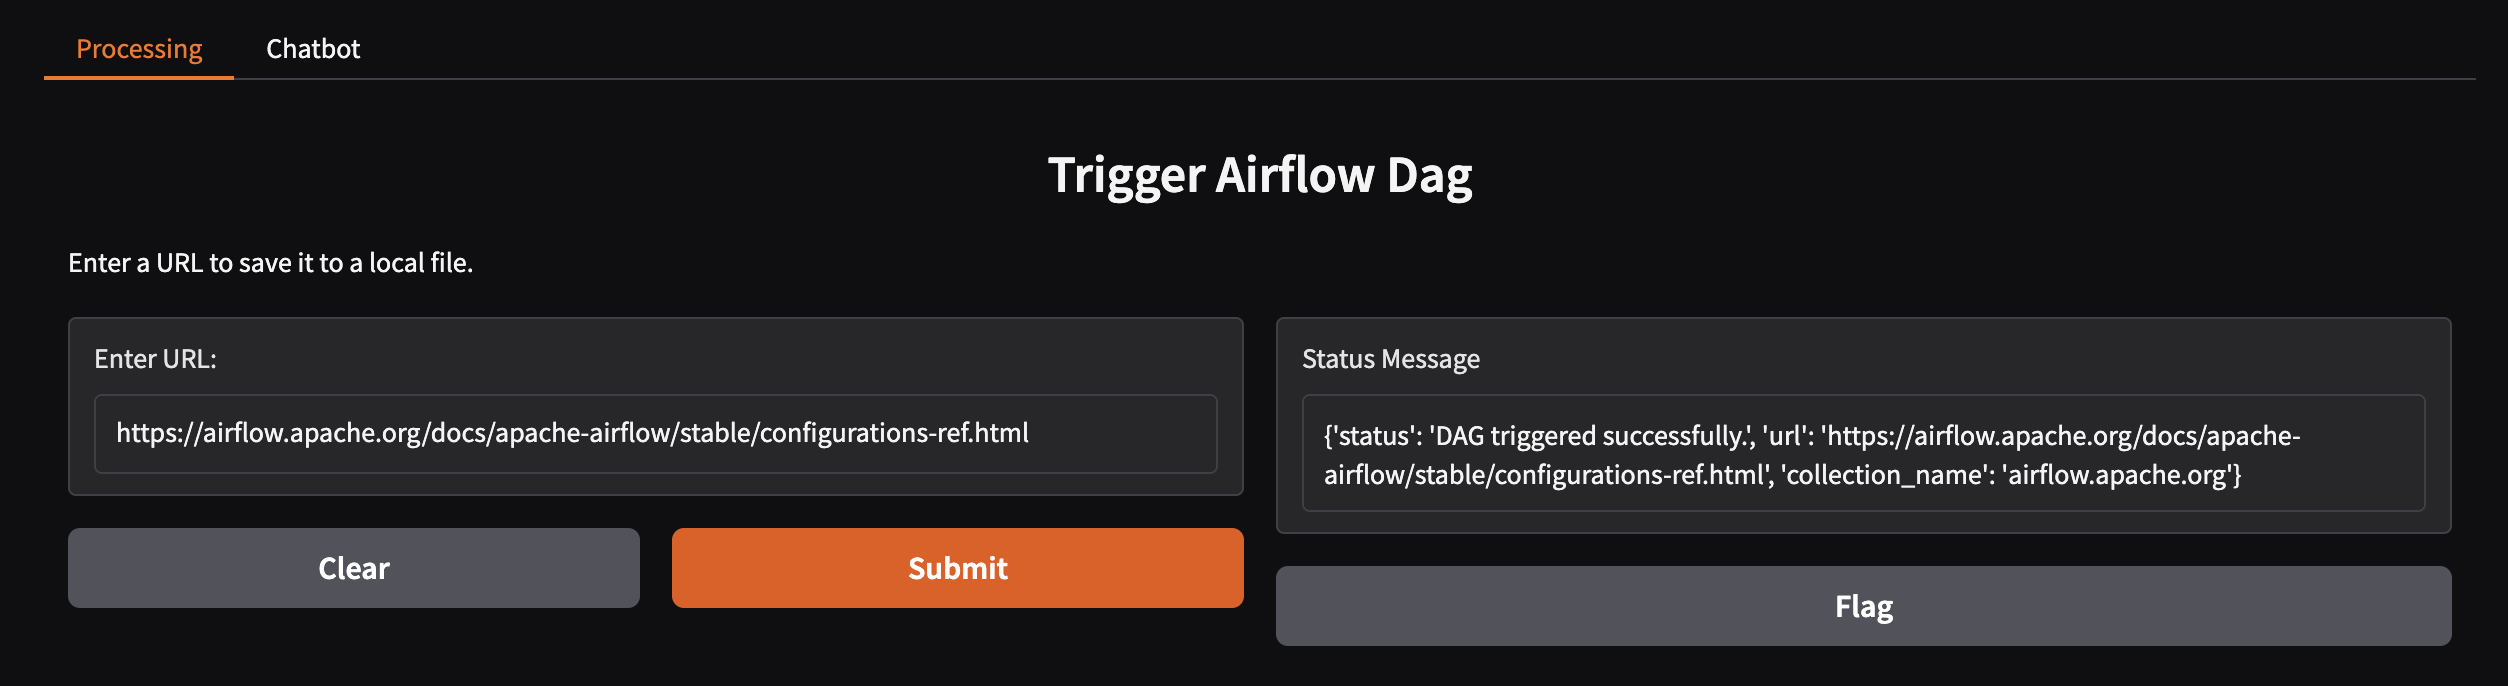 Processing
Chatbot
Trigger Airflow Dag
Enter a URL to save it to a local file.
Enter URL:
https://airflow.apache.org/docs/apache-airflow/stable/configurations-ref.html
Clear
Submit
Status Message
{'status': 'DAG triggered successfully.', 'url': 'https://airflow.apache.org/docs/apache-
airflow/stable/configurations-ref.html', 'collection_name': 'airflow.apache.org'}
Flag